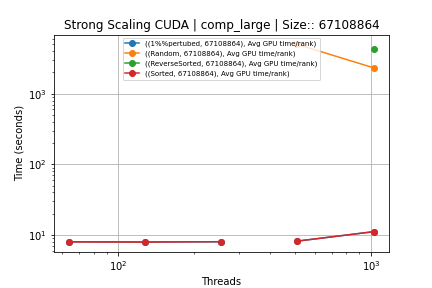 Strong Scaling CUDA | comp_large | Size:: 67108864
((1%%pertubed, 67108864), Avg GPU time/rank)
((Random, 67108864), Avg GPU time/rank)
((ReverseSorted, 67108864), Avg GPU time/rank)
((Sorted, 67108864), Avg GPU time/rank)
Time (seconds)
10³
10²
10¹
10² 10³
Threads